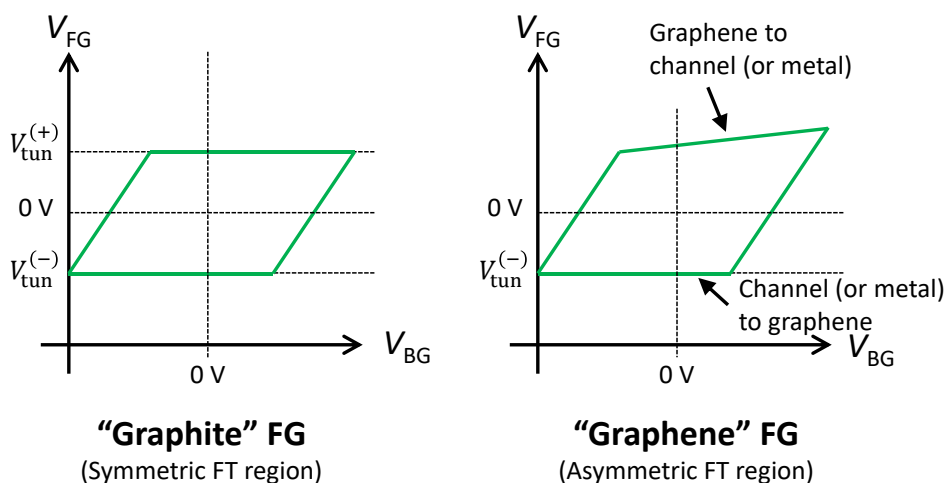 V_FG
V_tun^(+)
0 V
V_tun^(-)
V_BG
0 V
"Graphite" FG
(Symmetric FT region)
V_FG
Graphene to
channel (or metal)
0 V
V_tun^(-)
Channel (or metal)
to graphene
V_BG
0 V
"Graphene" FG
(Asymmetric FT region)